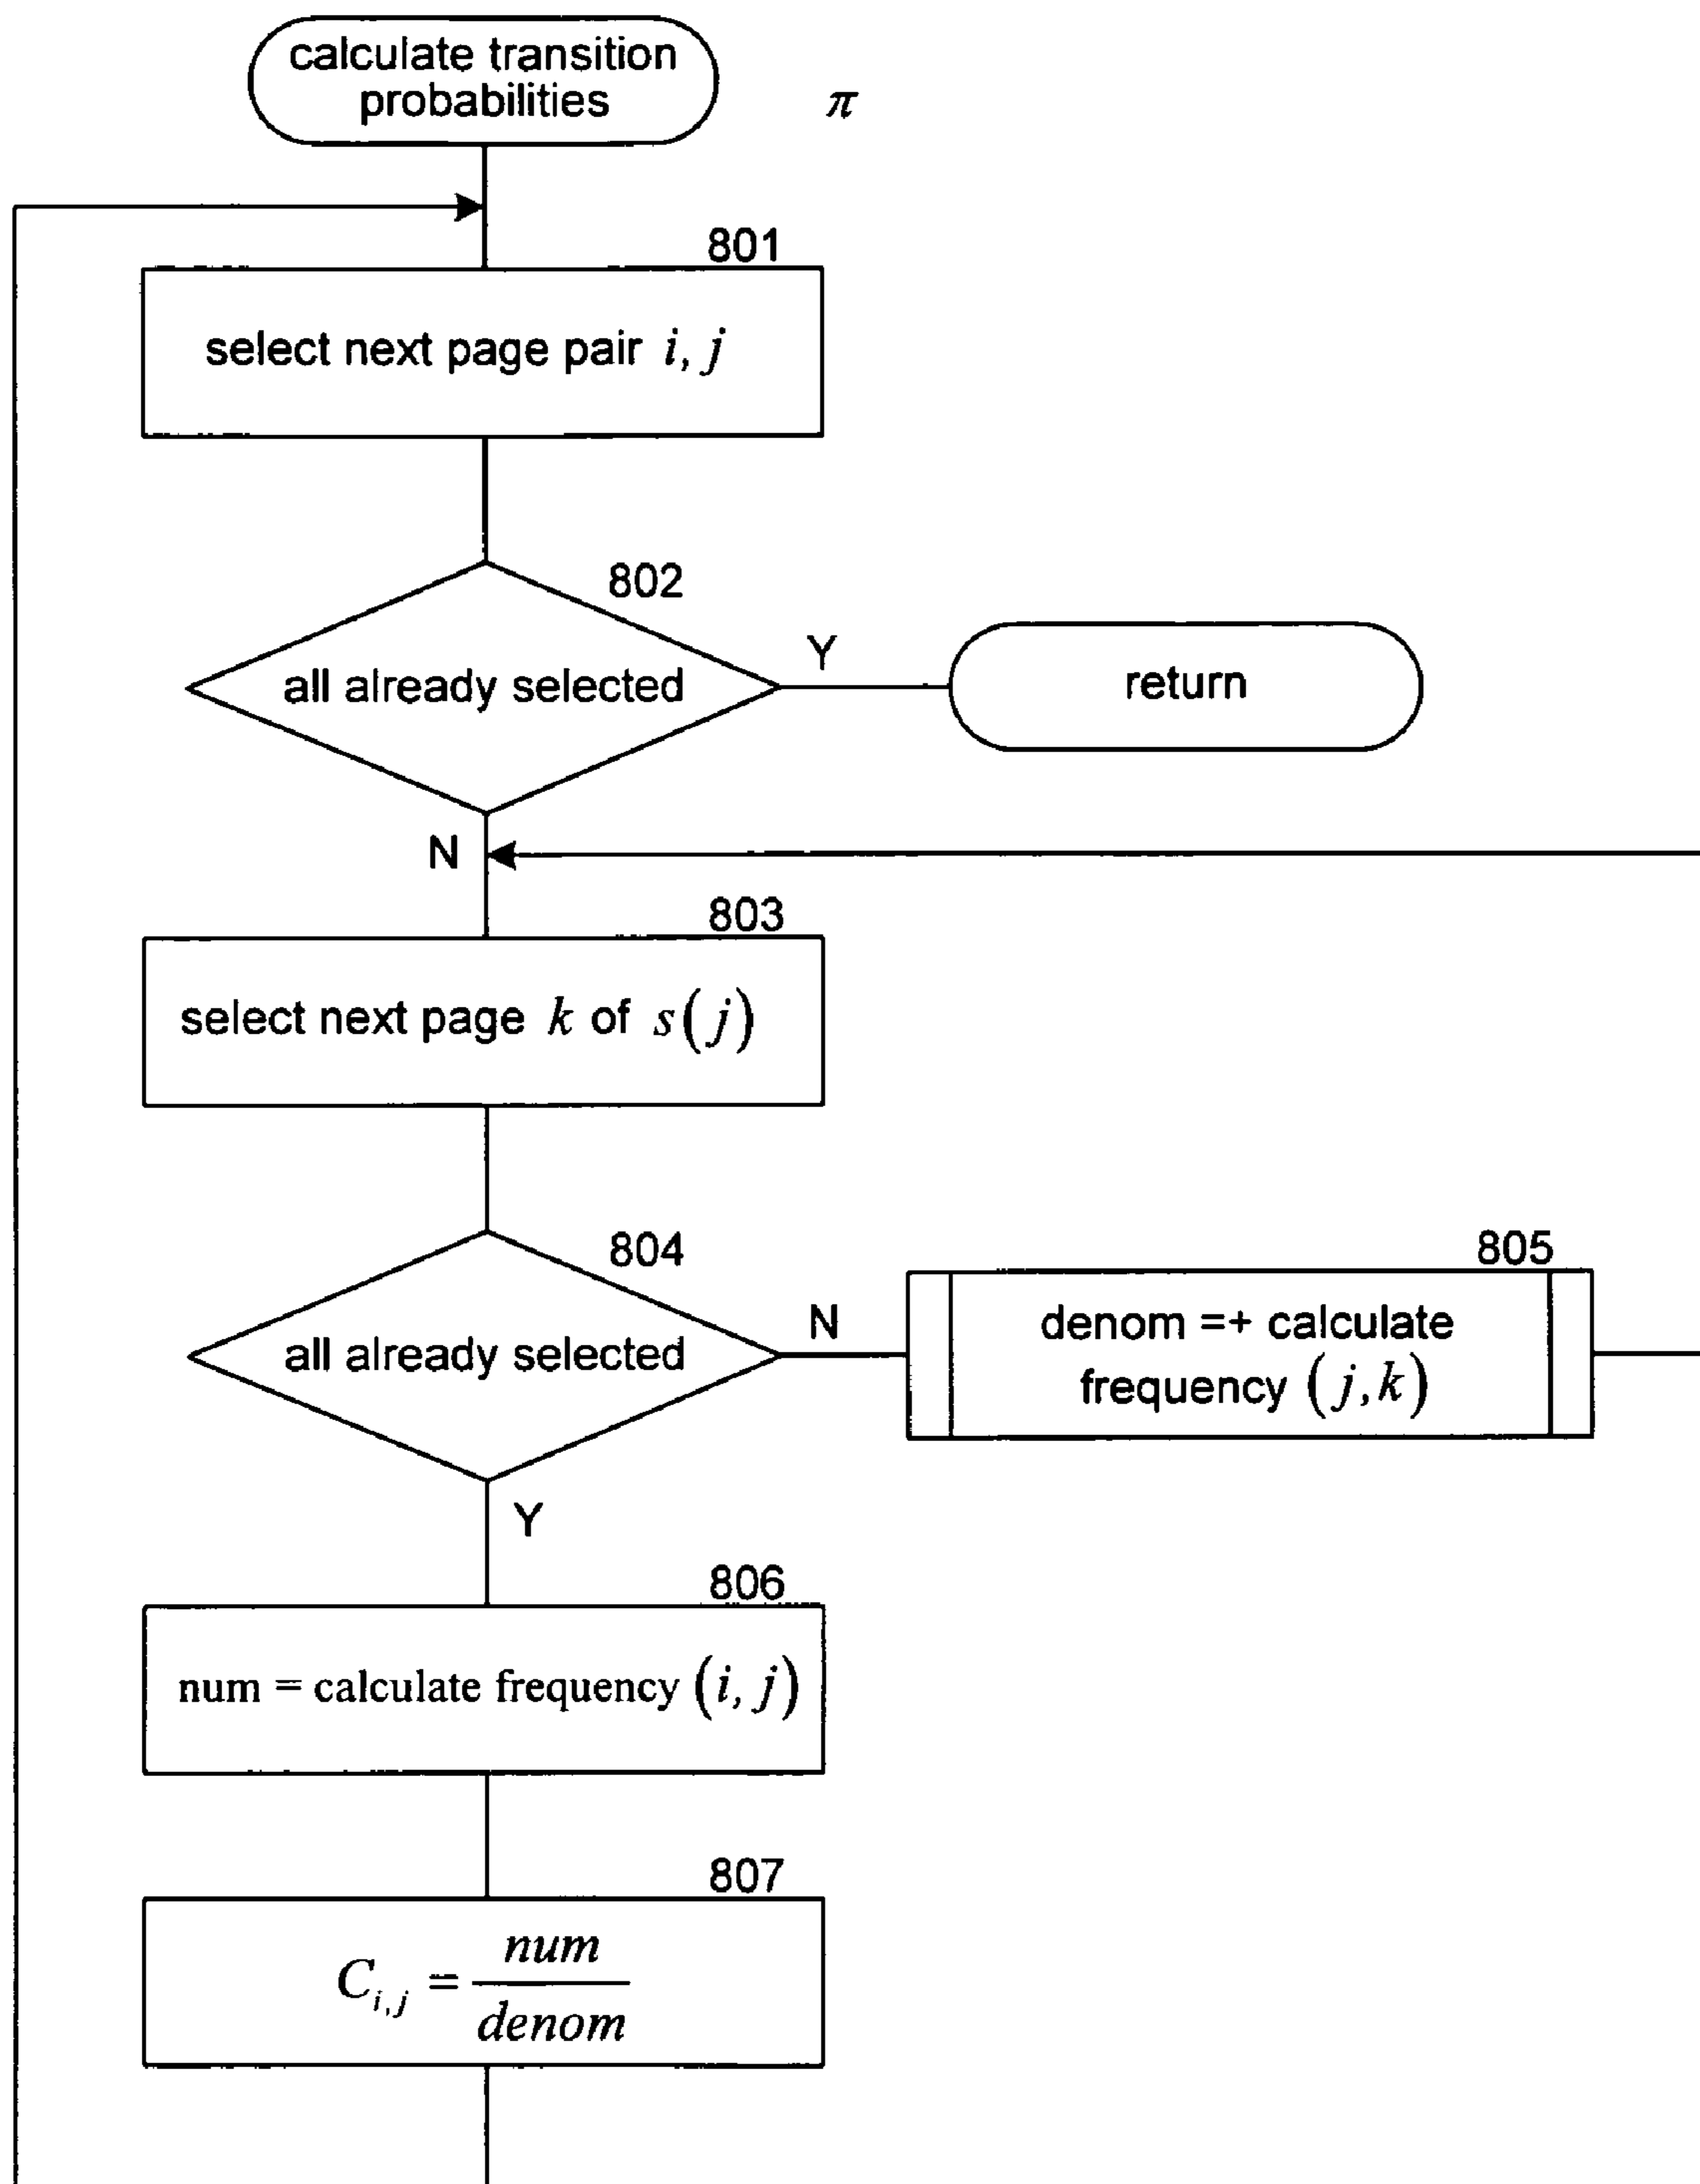 calculate transition
probabilities
π
801
select next page pair i, j
802
all already selected
Y
return
N
803
select next page k of s(j)
804
all already selected
N
805
denom =+ calculate
frequency (j,k)
Y
806
num = calculate frequency (i, j)
807
C_{i,j} = num/denom